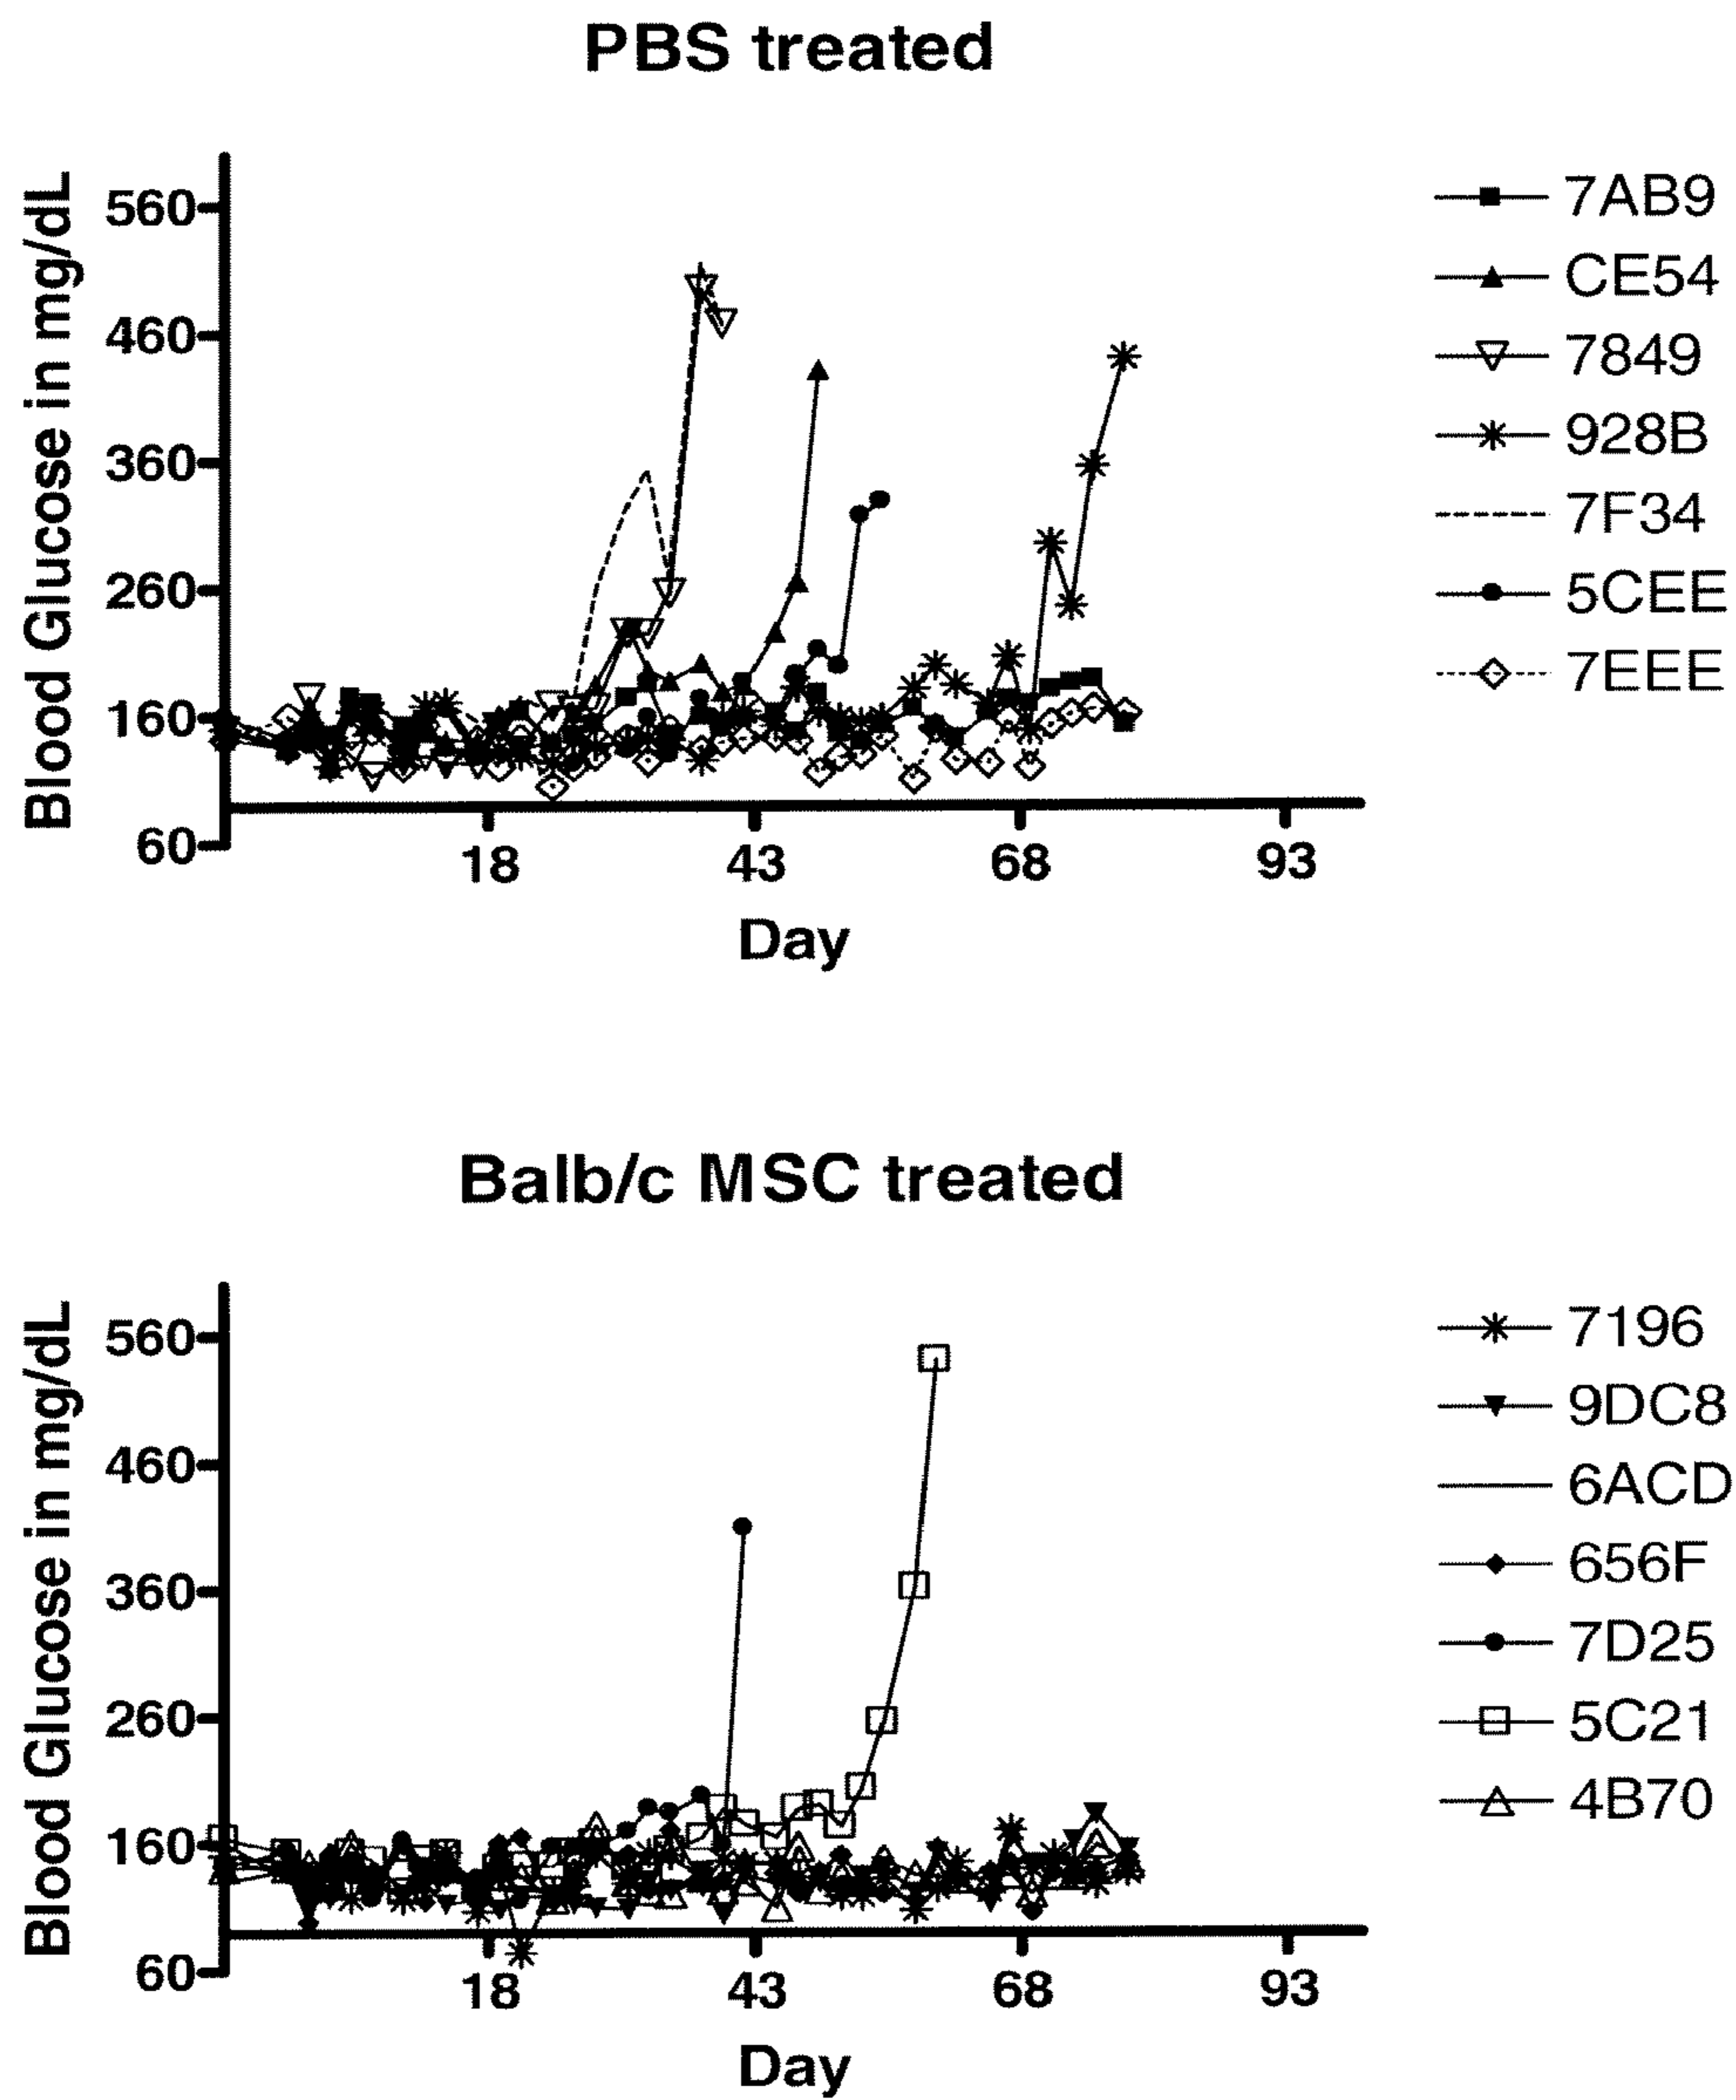 PBS treated
Blood Glucose in mg/dL
560
460
360
260
160
60
18
43
68
93
Day
7AB9
CE54
7849
928B
7F34
5CEE
7EEE
Balb/c MSC treated
Blood Glucose in mg/dL
560
460
360
260
160
60
18
43
68
93
Day
7196
9DC8
6ACD
656F
7D25
5C21
4B70